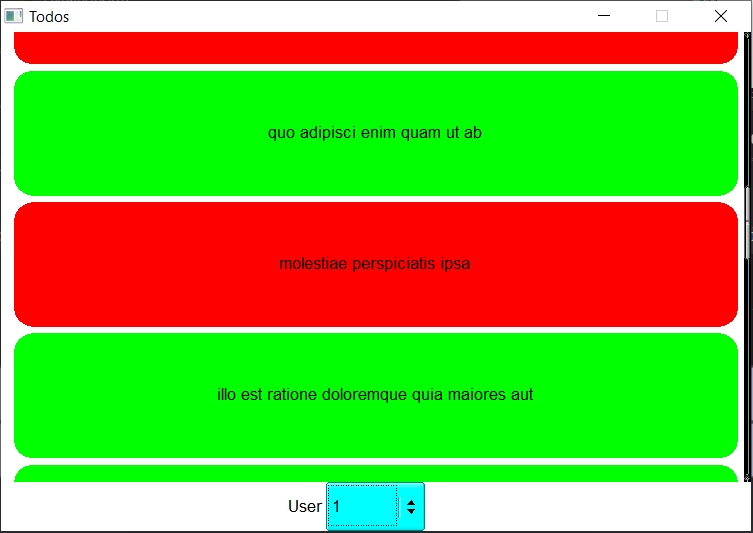 Todos
quo adipisci enim quam ut ab
molestiae perspiciatis ipsa
illo est ratione doloremque quia maiores aut
User 1